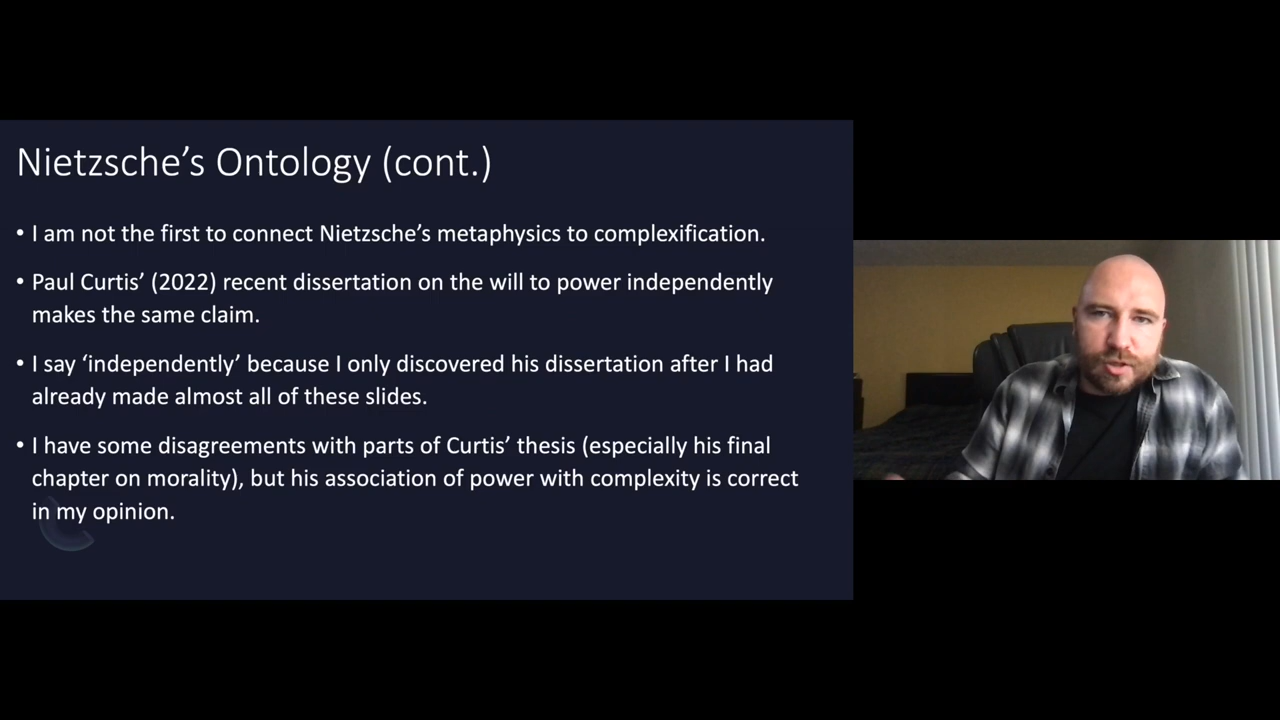 Nietzsche’s Ontology (cont.)
• I am not the first to connect Nietzsche’s metaphysics to complexification.
• Paul Curtis’ (2022) recent dissertation on the will to power independently
makes the same claim.
• I say ‘independently’ because I only discovered his dissertation after I had
already made almost all of these slides.
• I have some disagreements with parts of Curtis’ thesis (especially his final
chapter on morality), but his association of power with complexity is correct
in my opinion.